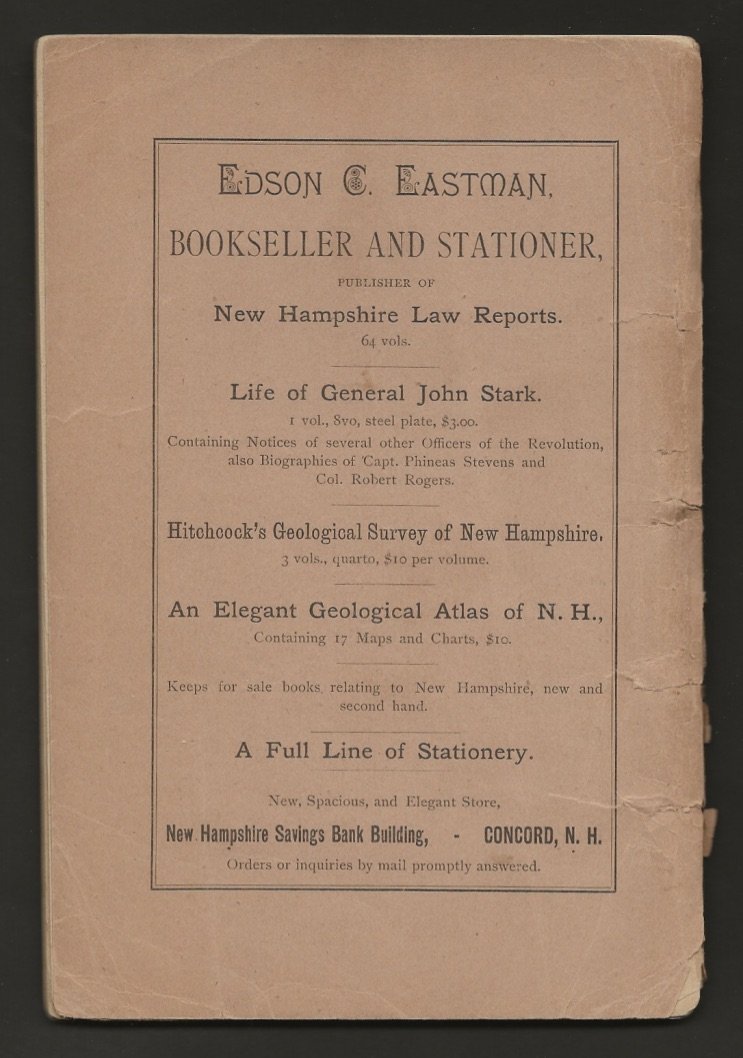 EDSON C. EASTMAN,
BOOKSELLER AND STATIONER,
PUBLISHER OF
New Hampshire Law Reports.
64 vols.
Life of General John Stark.
1 vol., 8vo, steel plate, $3.00.
Containing Notices of several other Officers of the Revolution,
also Biographies of Capt. Phineas Stevens and
Col. Robert Rogers.
Hitchcock's Geological Survey of New Hampshire.
3 vols., quarto, $10 per volume.
An Elegant Geological Atlas of N. H.,
Containing 17 Maps and Charts, $10.
Keeps for sale books relating to New Hampshire, new and
second hand.
A Full Line of Stationery.
New, Spacious, and Elegant Store,
New Hampshire Savings Bank Building, - CONCORD, N. H.
Orders or inquiries by mail promptly answered.